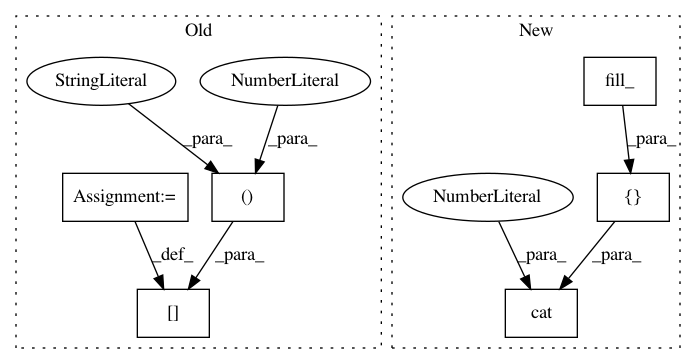 Old
New
StringLiteral
NumberLiteral
fill_
_para_
_para_
_para_
Assignment:=
()
NumberLiteral
{}
_def_
_para_
_para_
_para_
[]
cat